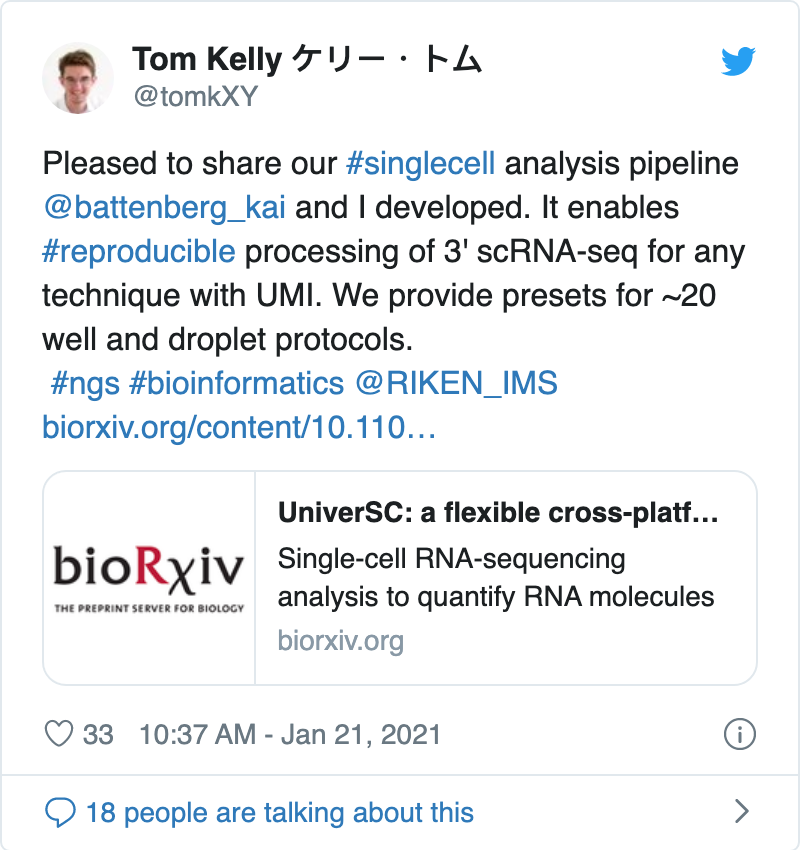 Tom Kelly ケリー・トム
@tomkXY
Pleased to share our #singlecell analysis pipeline
@battenberg_kai and I developed. It enables
#reproducible processing of 3' scRNA-seq for any
technique with UMI. We provide presets for ~20
well and droplet protocols.
#ngs #bioinformatics @RIKEN_IMS
biorxiv.org/content/10.110…
bioRχiv
THE PREPRINT SERVER FOR BIOLOGY
UniverSC: a flexible cross-platf...
Single-cell RNA-sequencing
analysis to quantify RNA molecules
biorxiv.org
33 10:37 AM - Jan 21, 2021
18 people are talking about this